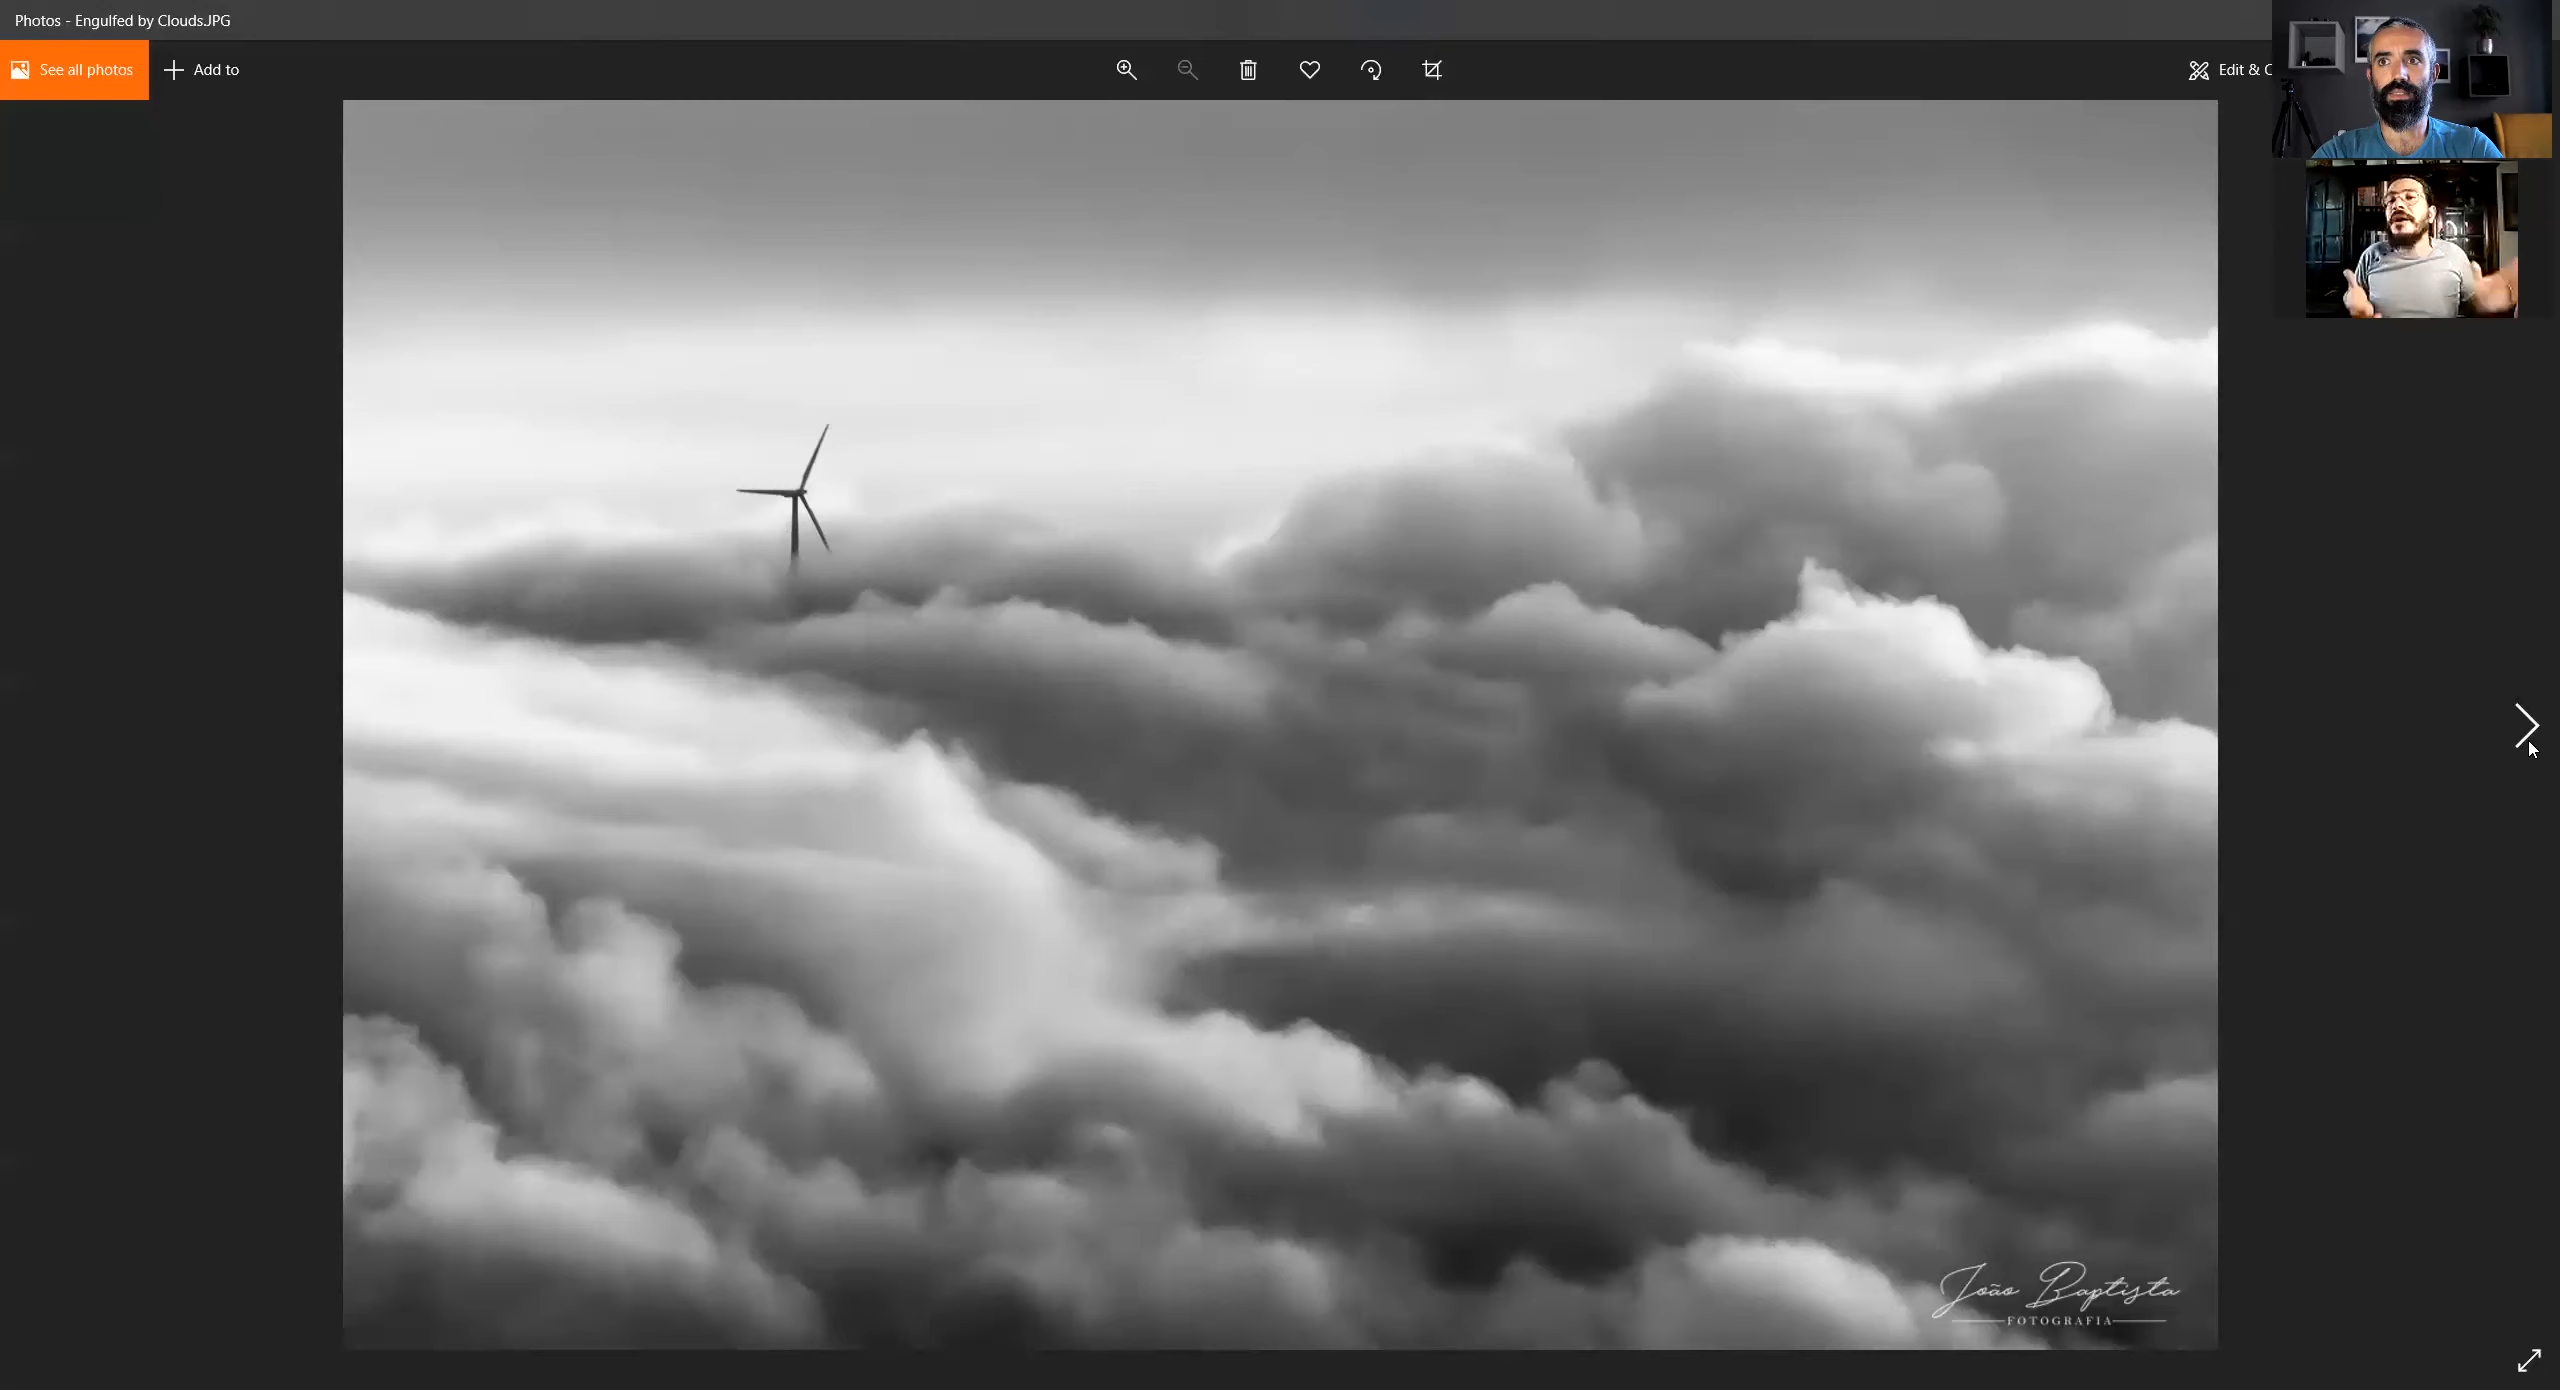 Photos - Engulfed by Clouds.JPG
See all photos
Add to
Edit & C
João Baptista
FOTOGRAFIA